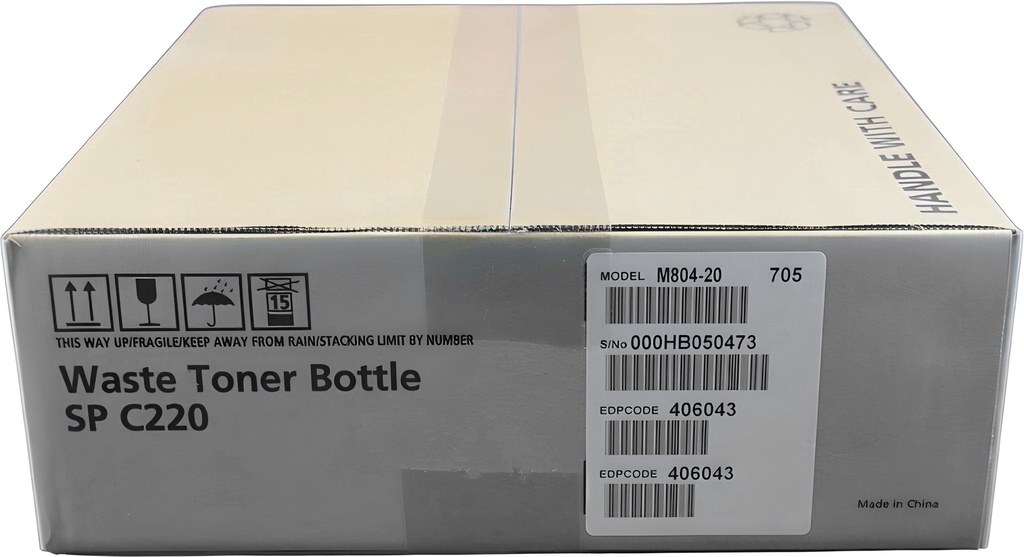 HANDLE WITH CARE
15
THIS WAY UP/FRAGILE/KEEP AWAY FROM RAIN/STACKING LIMIT BY NUMBER
Waste Toner Bottle
SP C220
MODEL M804-20 705
S/No 000HB050473
EDPCODE 406043
EDPCODE 406043
Made in China